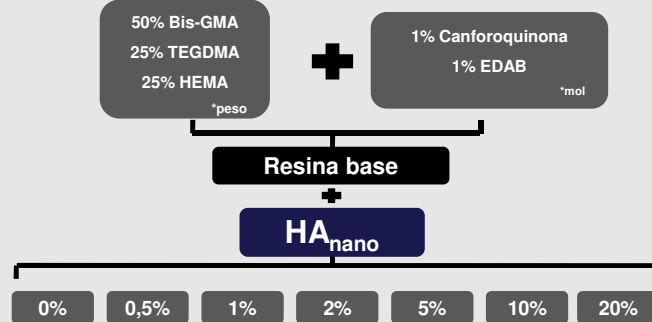 50% Bis-GMA
25% TEGDMA
25% HEMA
*peso
1% Canforoquinona
1% EDAB
*mol
Resina base
HAnano
0%
0,5%
1%
2%
5%
10%
20%